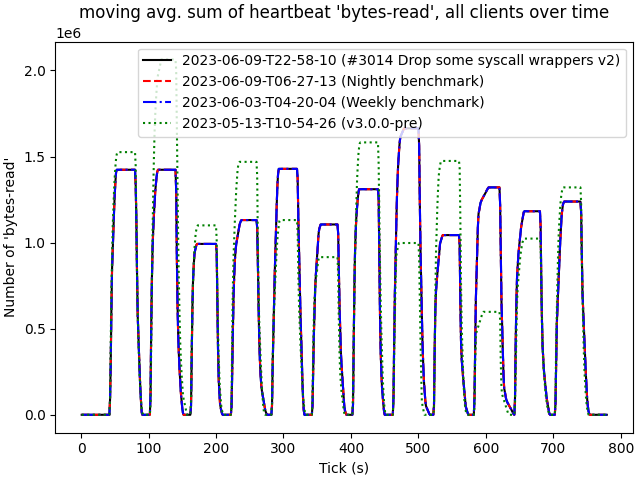 moving avg. sum of heartbeat 'bytes-read', all clients over time
1e6
2023-06-09-T22-58-10 (#3014 Drop some syscall wrappers v2)
2023-06-09-T06-27-13 (Nightly benchmark)
2023-06-03-T04-20-04 (Weekly benchmark)
2023-05-13-T10-54-26 (v3.0.0-pre)
Number of 'bytes-read'
2.0
1.5
1.0
0.5
0.0
0 100 200 300 400 500 600 700 800
Tick (s)